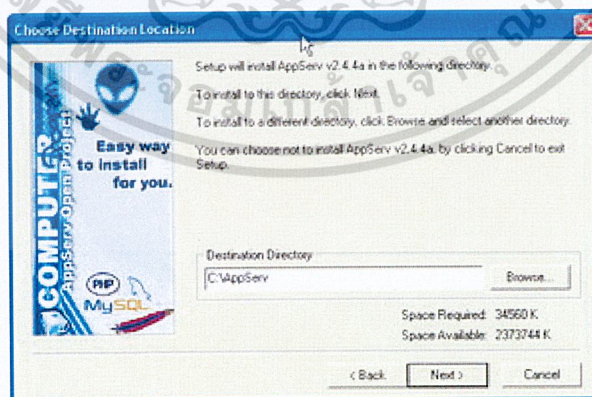 Choose Destination Location
Setup will install AppServ v2.4.4a in the following directory.
To install to this directory, click Next.
To install to a different directory, click Browse and select another directory.
You can choose not to install AppServ v2.4.4a, by clicking Cancel to exit
Setup.
COMPUTER
AppServ Open Project
Easy way
to install
for you.
PHP
MySQL
Destination Directory
C:\AppServ
Browse...
Space Required: 34560 K
Space Available: 2373744 K
< Back
Next >
Cancel